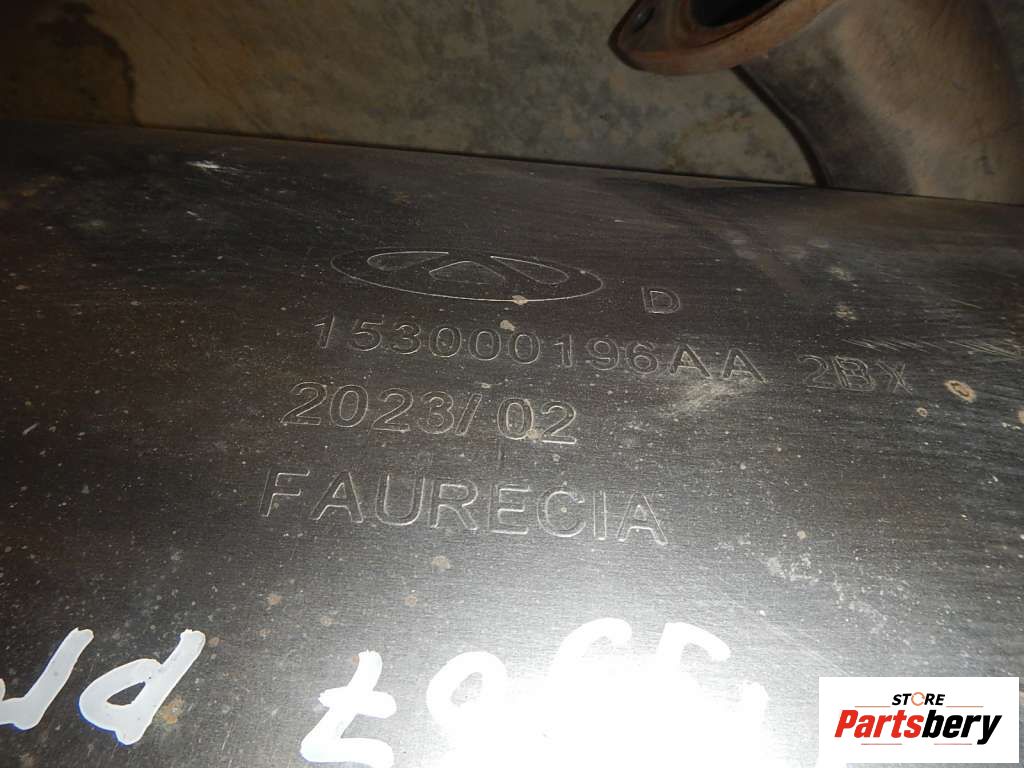 D
153000196AA 2BX
2023/02
FAURECIA
STORE
Partsbery